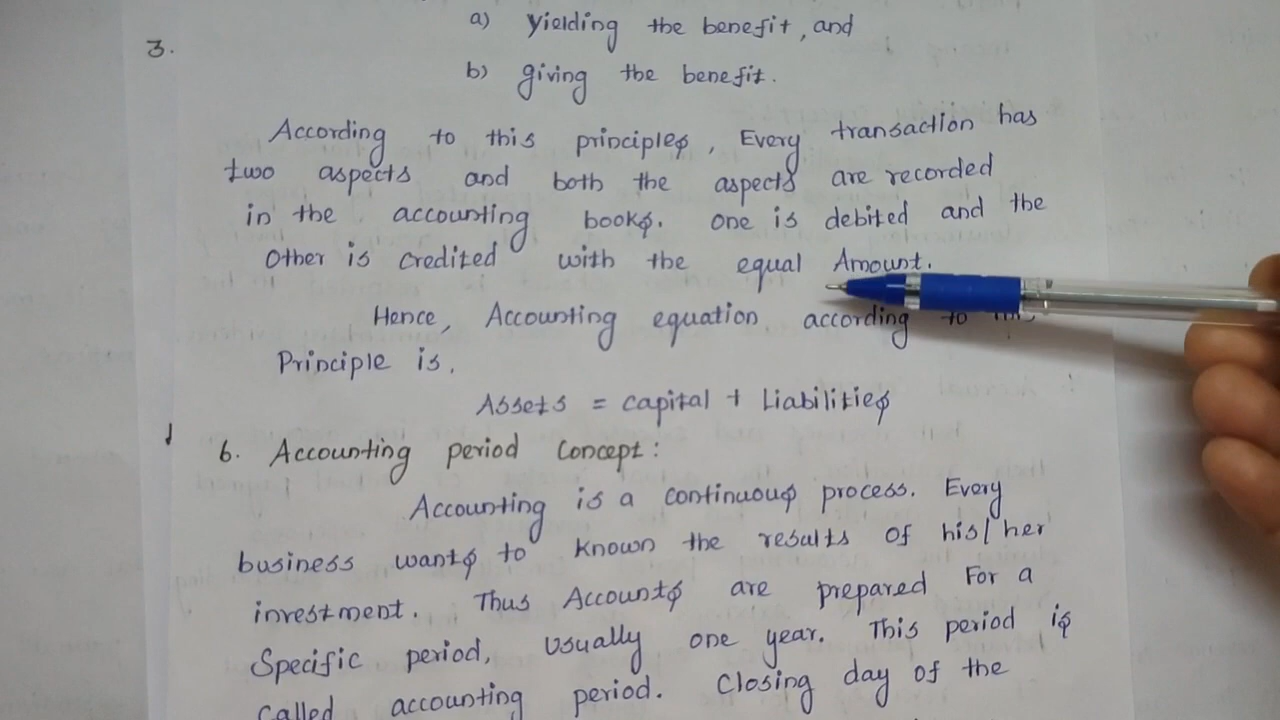 a) Yielding the benefit, and
3.
b) giving the benefit.
According to this principles, Every transaction has
two aspects and both the aspects are recorded
in the accounting books. One is debited and the
Other is credited with the equal Amount.
Hence, Accounting equation according to
Principle is,
Assets = capital + Liabilities
6. Accounting period Concept:
Accounting is a continuous process. Every
business wants to known the results of his/her
investment. Thus Accounts are prepared For a
Specific period, Usually one year. This period is
Called accounting period. Closing day of the